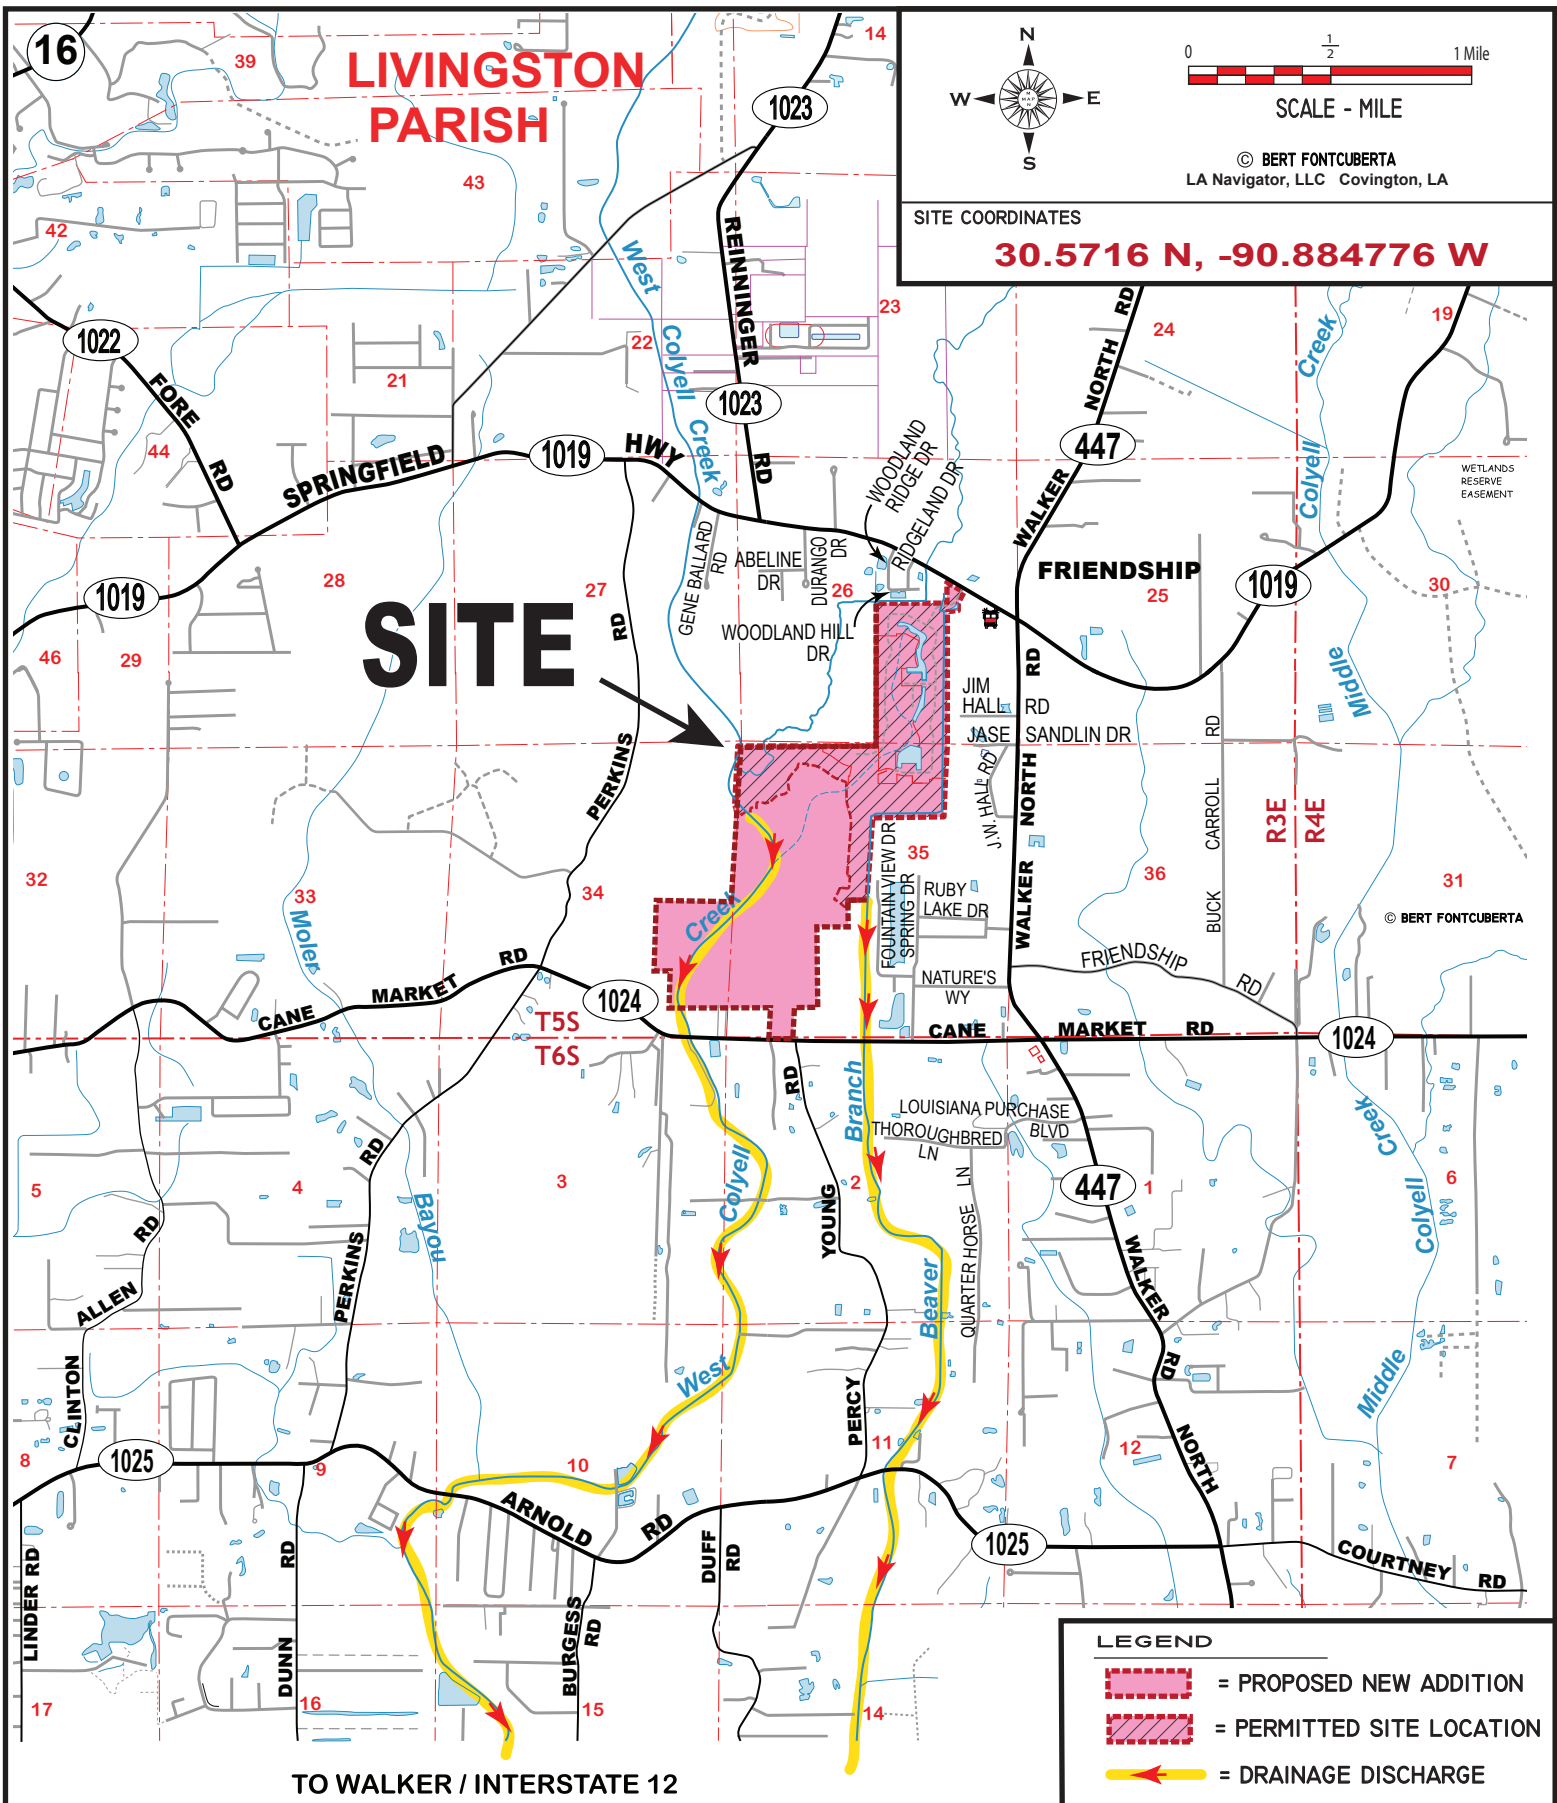 16
39
LIVINGSTON
PARISH
14
1023
43
42
N
W
E
S
N
MAP
S
0
1
2
1 Mile
SCALE - MILE
© BERT FONTCUBERTA
LA Navigator, LLC Covington, LA
SITE COORDINATES
30.5716 N, -90.884776 W
West
Colyell
Creek
REINNINGER
RD
23
22
21
24
19
1022
FORE
RD
44
1023
SPRINGFIELD
1019
HWY
WALKER
NORTH
RD
447
Creek
Colyell
WETLANDS
RESERVE
EASEMENT
WOODLAND
RIDGE DR
RIDGELAND DR
GENE BALLARD
RD
ABELINE
DR
DURANGO
DR
26
WOODLAND HILL
DR
FRIENDSHIP
25
1019
30
1019
28
27
46
29
RD
SITE
PERKINS
JIM
HALL RD
JASE SANDLIN DR
J.W. HALL RD
RD
NORTH
WALKER
Middle
RD
CARROLL
BUCK
R3E
R4E
32
33
34
35
36
31
© BERT FONTCUBERTA
Moler
Creek
FOUNTAIN VIEW DR
SPRING DR
RUBY
LAKE DR
NATURE'S
WY
FRIENDSHIP
RD
CANE
MARKET
RD
1024
T5S
T6S
CANE
MARKET
RD
1024
RD
Branch
LOUISIANA PURCHASE
BLVD
THOROUGHBRED
LN
QUARTER HORSE LN
447
Creek
Colyell
Middle
5
4
3
2
1
6
RD
ALLEN
CLINTON
RD
PERKINS
Bayou
Colyell
West
YOUNG
PERCY
Beaver
WALKER
RD
NORTH
8
1025
9
10
11
12
7
ARNOLD
RD
1025
COURTNEY
RD
LINDER RD
RD
DUNN
BURGESS
RD
DUFF
RD
17
16
15
14
TO WALKER / INTERSTATE 12
LEGEND
= PROPOSED NEW ADDITION
= PERMITTED SITE LOCATION
= DRAINAGE DISCHARGE